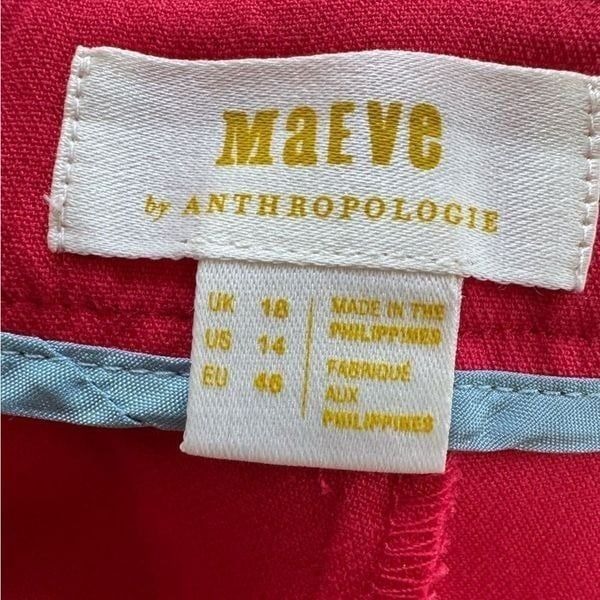 MaEVe
by ANTHROPOLOGIE
UK 18
US 14
EU 46
MADE IN THE
PHILIPPINES
FABRIQUÉ
AUX
PHILIPPINES